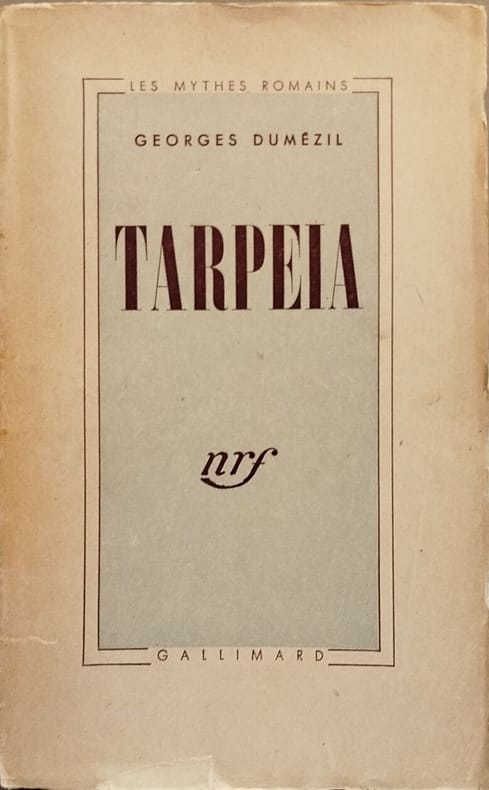 LES MYTHES ROMAINS
GEORGES DUMÉZIL
TARPEIA
nrf
GALLIMARD